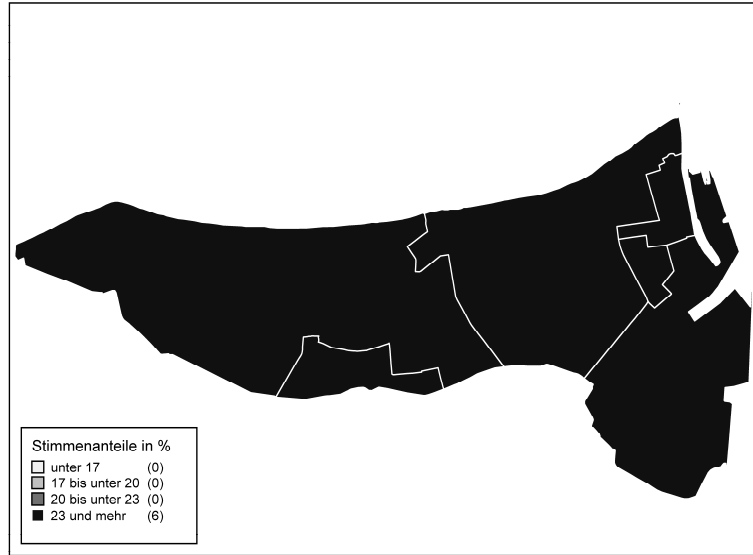 Stimmenanteile in %
unter 17 (0)
17 bis unter 20 (0)
20 bis unter 23 (0)
23 und mehr (6)